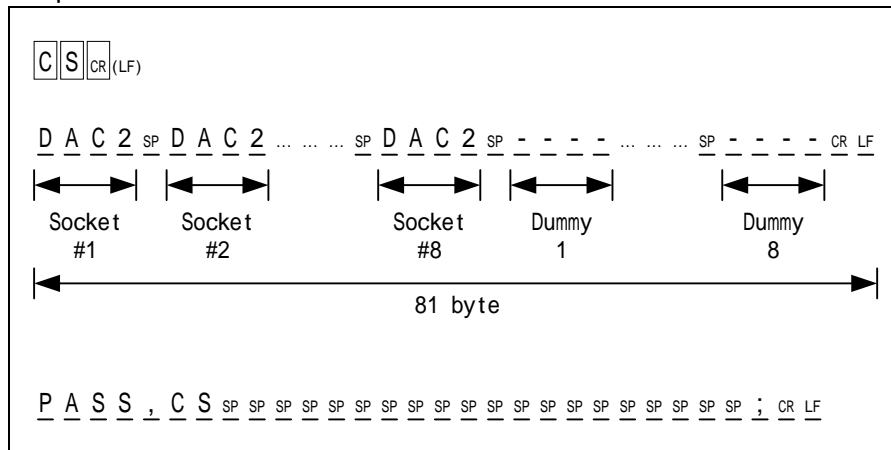 C S CR (LF)
D A C 2 SP D A C 2 ... ... ... SP D A C 2 SP - - - - ... ... ... SP - - - - CR LF
Socket #1 Socket #2 Socket #8 Dummy 1 Dummy 8
81 byte
P A S S , C S SP SP SP SP SP SP SP SP SP SP SP SP SP SP SP SP SP SP SP SP ; CR LF